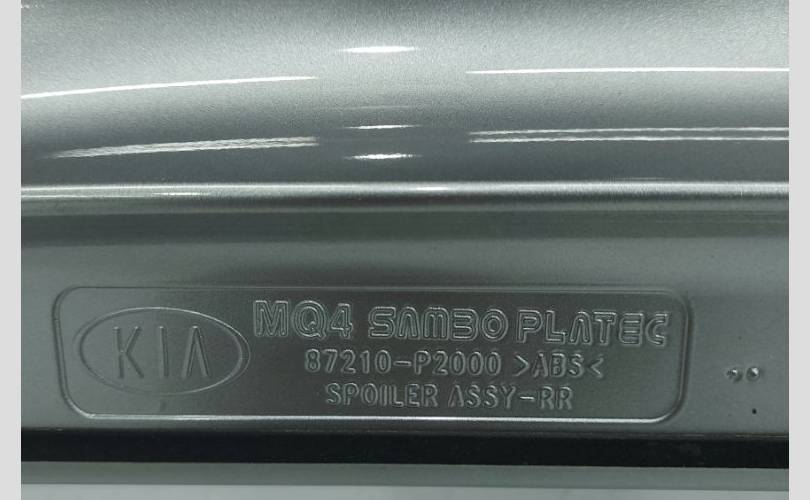 KIA
MQ4 SAMBO PLATEC
87210-P2000 >ABS<
SPOILER ASSY-RR